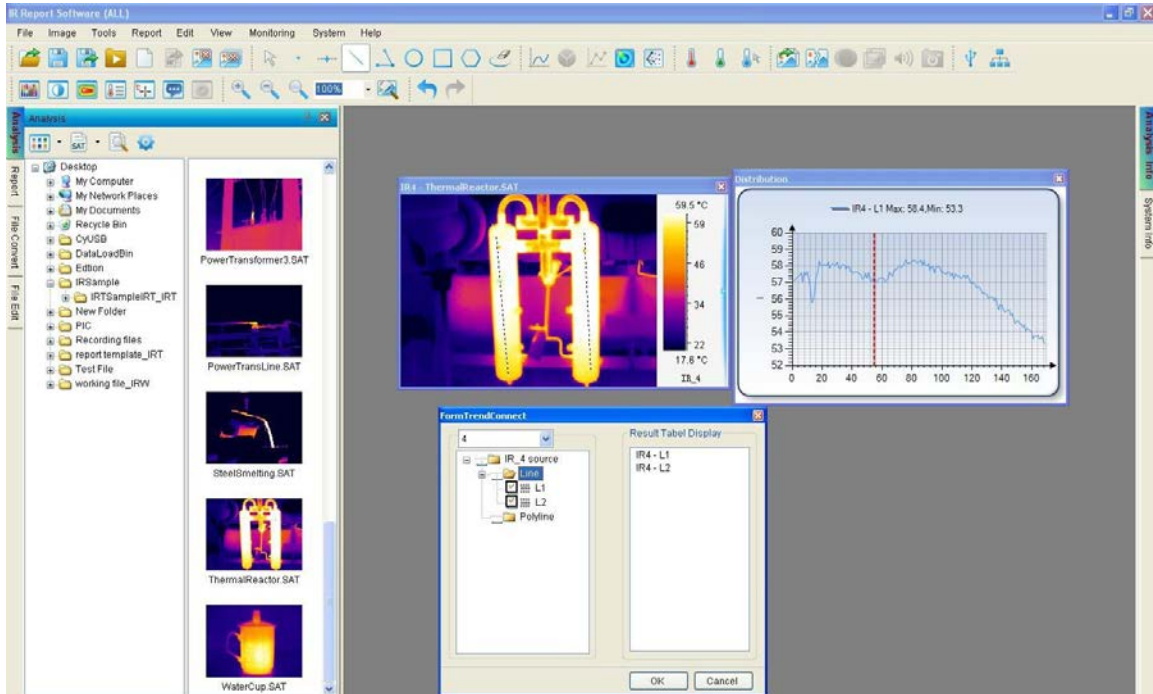 IR Report Software (ALL)
File Image Tools Report Edit View Monitoring System Help
100%
Analysis
Report
File Convert
File Edit
Analysis
SAT
Desktop
My Computer
My Network Places
My Documents
Recycle Bin
CyUSB
DataLoadBin
Edtion
IRSample
IRTSampleIRT_IRT
New Folder
PIC
Recording files
report template_IRT
Test File
working file_IRW
PowerTransformer3.SAT
PowerTransLine.SAT
SteelSmelting.SAT
ThermalReactor.SAT
WaterCup.SAT
IR4 - ThermalReactor.SAT
59.5 °C
59
46
34
22
17.6 °C
IR_4
Distribution
IR4 - L1 Max: 58.4,Min: 53.3
60
59
58
57
56
55
54
53
52
0 20 40 60 80 100 120 140 160
FormTrendConnect
4
IR_4 source
Line
L1
L2
Polyline
Result Tabel Display
IR4 - L1
IR4 - L2
OK Cancel
Analysis Info
System Info